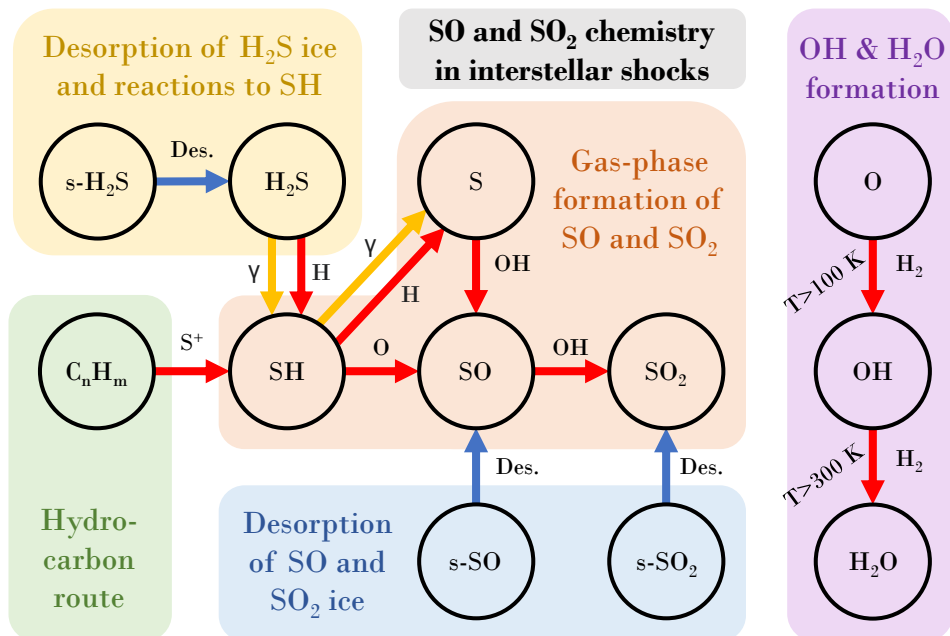 Desorption of H₂S ice
and reactions to SH
SO and SO₂ chemistry
in interstellar shocks
OH & H₂O
formation
s-H₂S
Des.
H₂S
S
Gas-phase
formation of
SO and SO₂
O
γ
H
γ
H
OH
T>100 K
H₂
CₙHₘ
S⁺
SH
O
SO
OH
SO₂
OH
Des.
Des.
T>300 K
H₂
Hydro-
carbon
route
Desorption
of SO and
SO₂ ice
s-SO
s-SO₂
H₂O